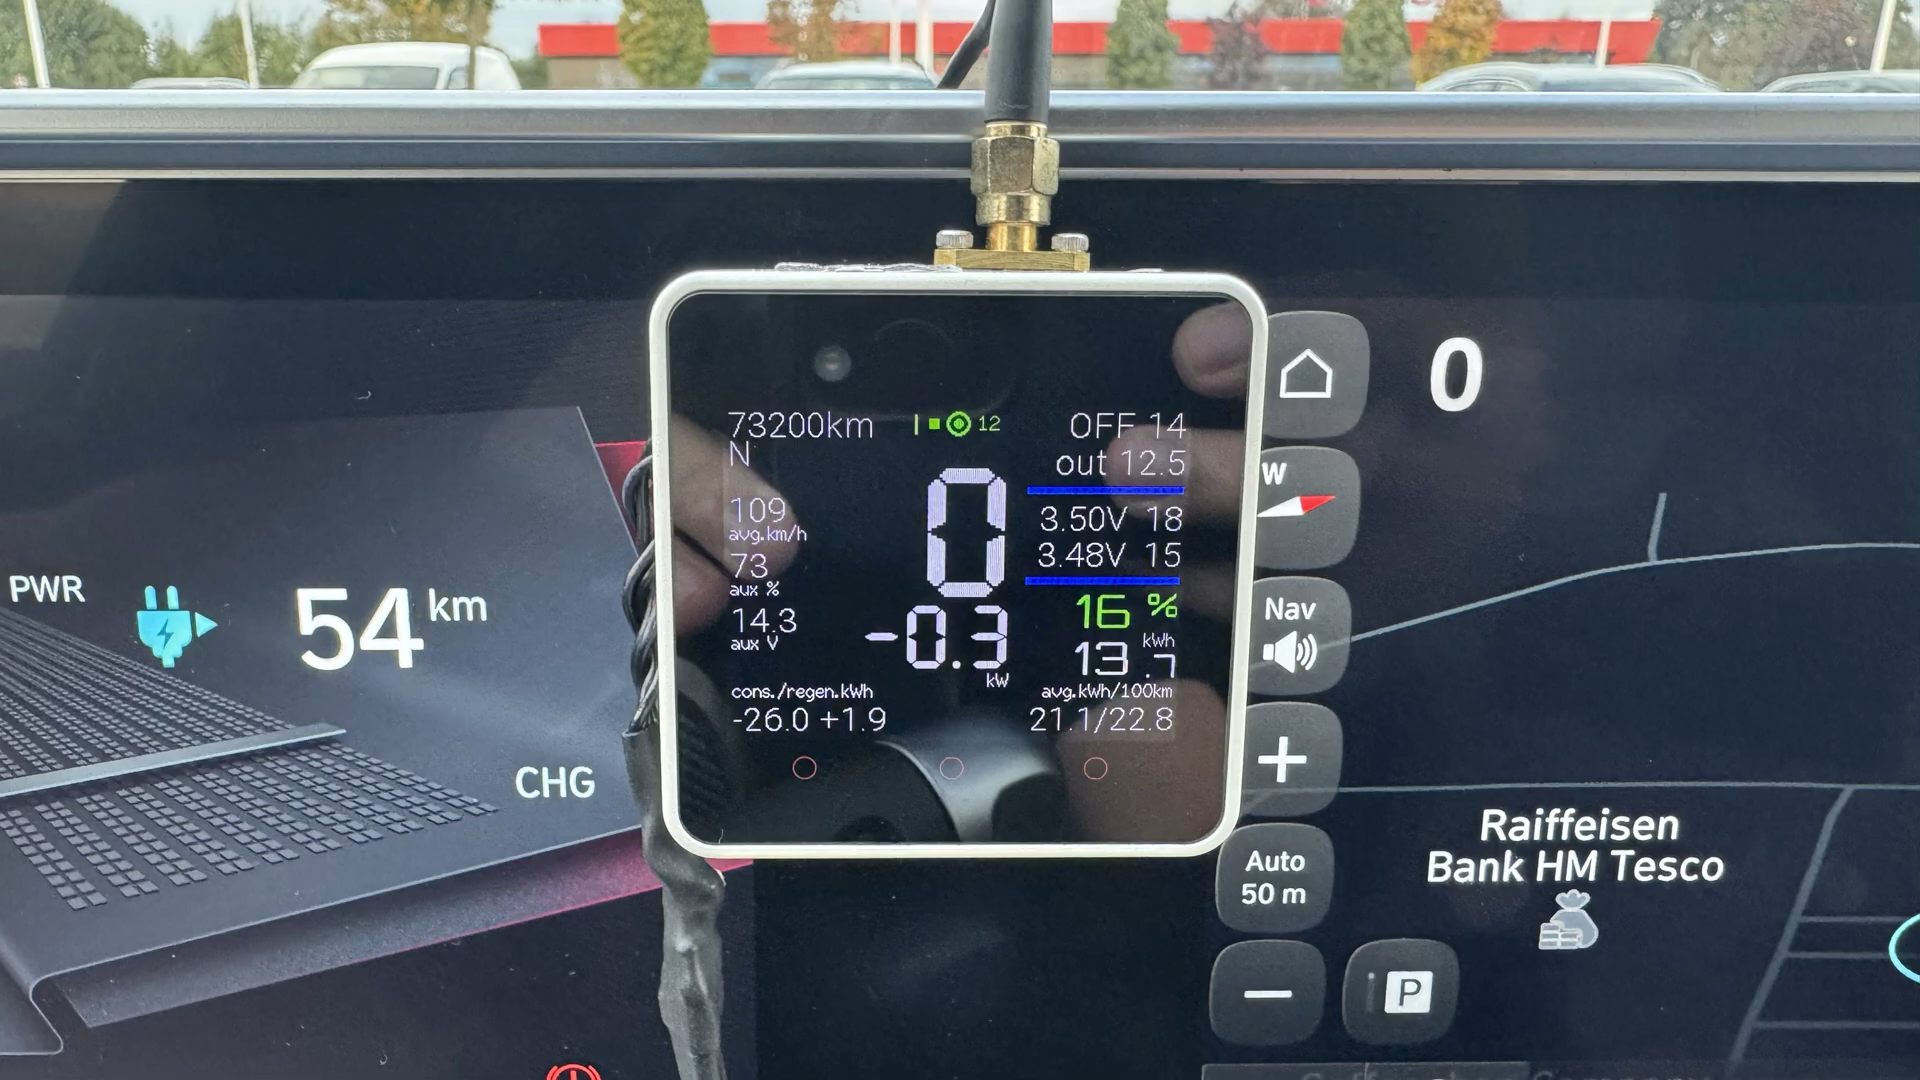 PWR
54 km
CHG
73200km
12
OFF 14
N
out 12.5
109
avg.km/h
73
aux %
14.3
aux V
0
-0.3
kW
3.50V 18
3.48V 15
16 %
kWh
13.7
cons./regen.kWh
-26.0 +1.9
avg.kWh/100km
21.1/22.8
0
W
Nav
+
Auto
50 m
−
P
Raiffeisen
Bank HM Tesco